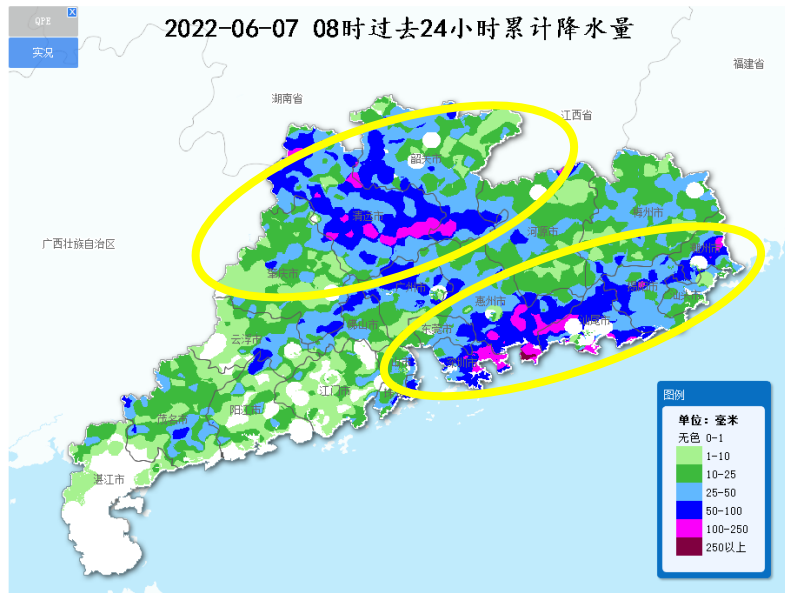 QPE
实况
2022-06-07 08时过去24小时累计降水量
福建省
湖南省
江西省
韶关市
清远市
梅州市
河源市
广西壮族自治区
潮州市
肇庆市
广州市
揭阳市
汕头市
惠州市
汕尾市
佛山市
东莞市
云浮市
深圳市
江门市
阳江市
茂名市
湛江市
图例
单位：毫米
无色 0-1
1-10
10-25
25-50
50-100
100-250
250以上